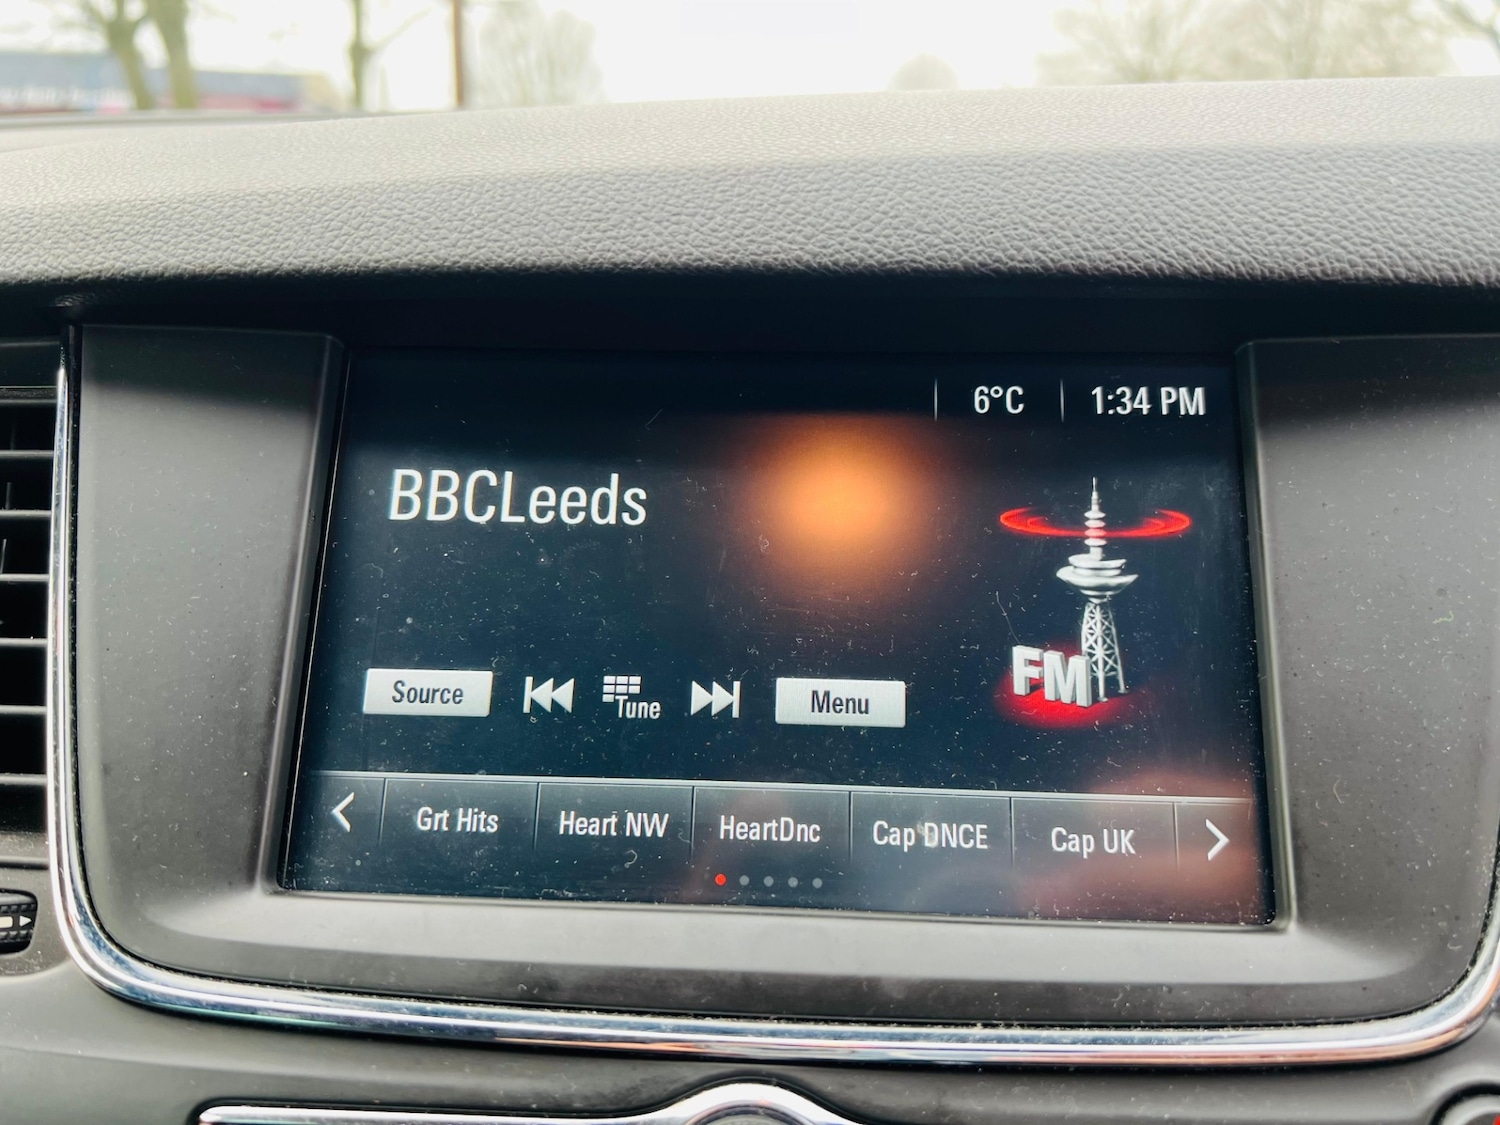 6°C 1:34 PM
BBCLeeds
FM
Source Tune Menu
Grt Hits Heart NW HeartDnc Cap DNCE Cap UK